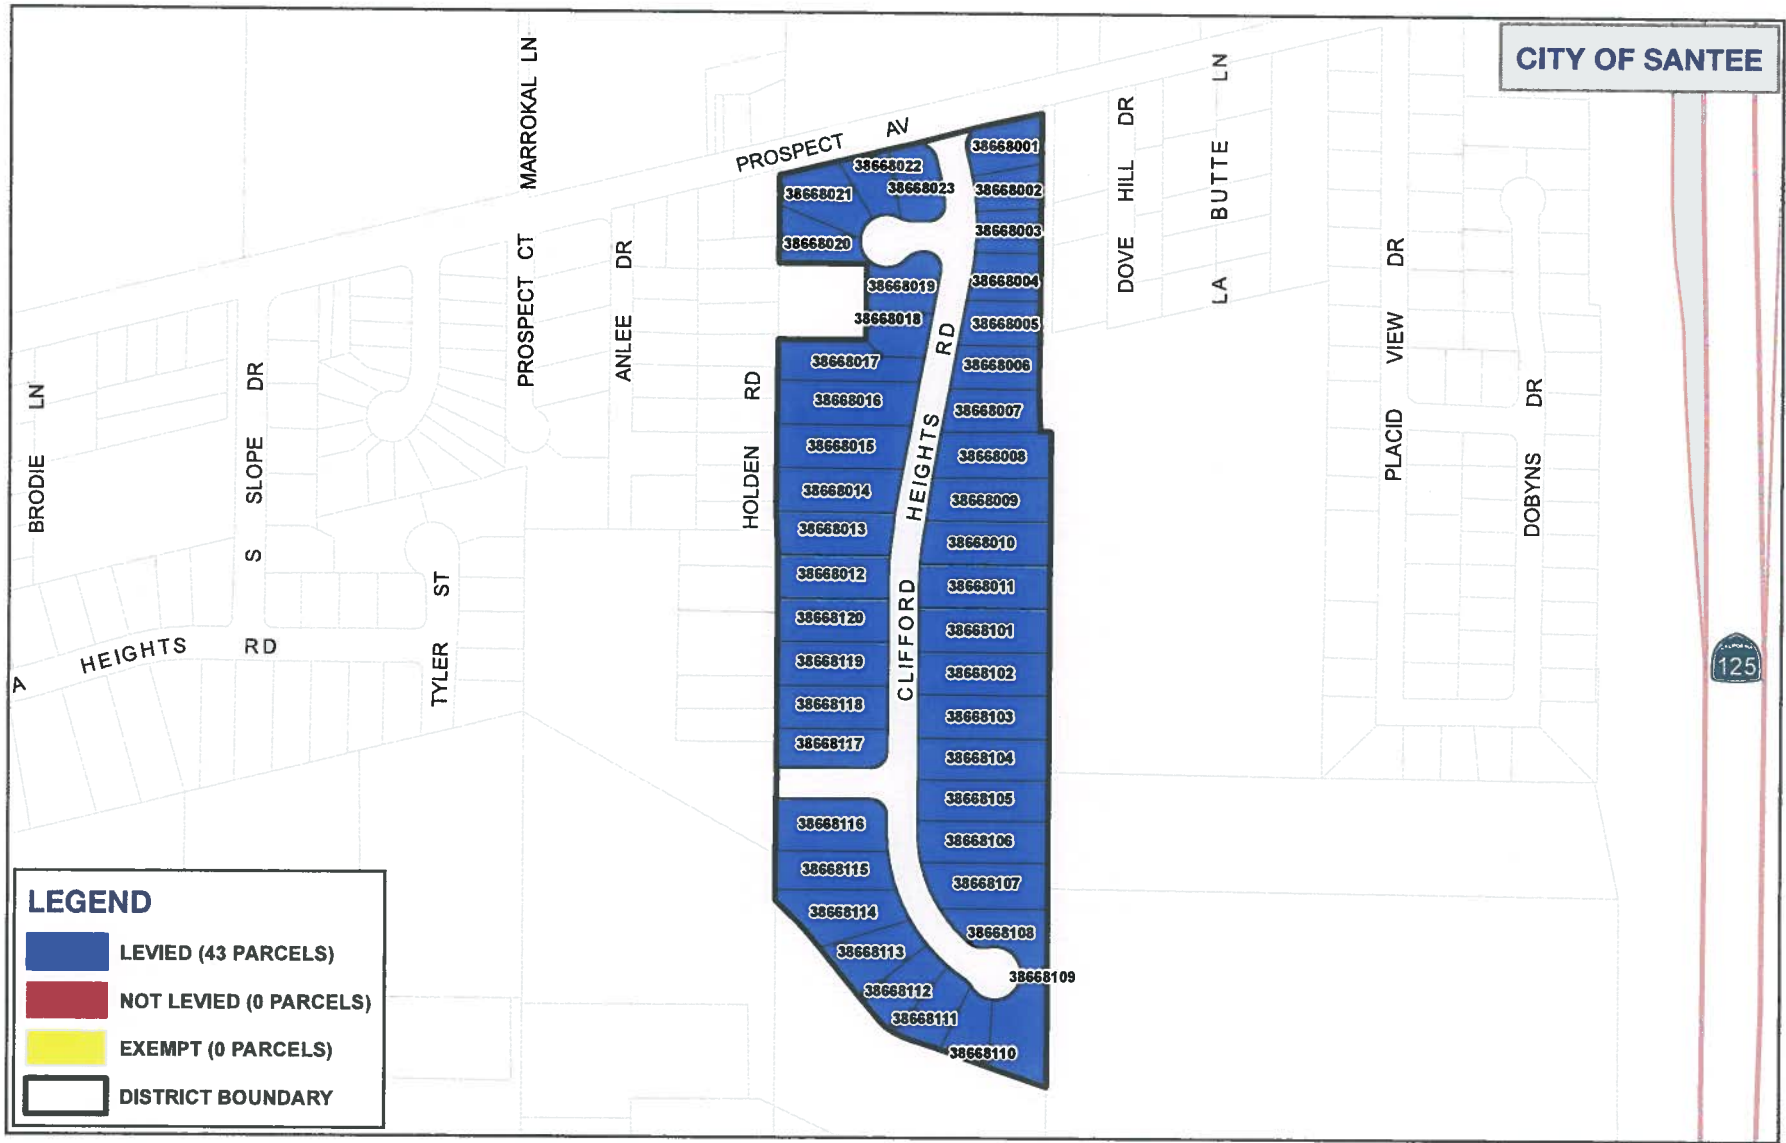 CITY OF SANTEE
MARROKAL LN
PROSPECT AV
DOVE HILL DR
LA BUTTE LN
38668001
38668022
38668002
38668023
38668021
38668003
38668020
38668004
38668019
38668018
38668005
38668017
38668006
38668016
38668007
38668015
38668008
38668014
38668009
38668013
38668010
38668012
38668011
38668120
38668101
38668119
38668102
38668118
38668103
38668117
38668104
38668105
38668116
38668106
38668115
38668107
38668114
38668108
38668113
38668109
38668112
38668111
38668110
CLIFFORD HEIGHTS RD
PROSPECT CT
ANLEE DR
HOLDEN RD
S SLOPE DR
BRODIE LN
TYLER ST
A HEIGHTS RD
PLACID VIEW DR
DOBYNS DR
CALIFORNIA
125
LEGEND
LEVIED (43 PARCELS)
NOT LEVIED (0 PARCELS)
EXEMPT (0 PARCELS)
DISTRICT BOUNDARY